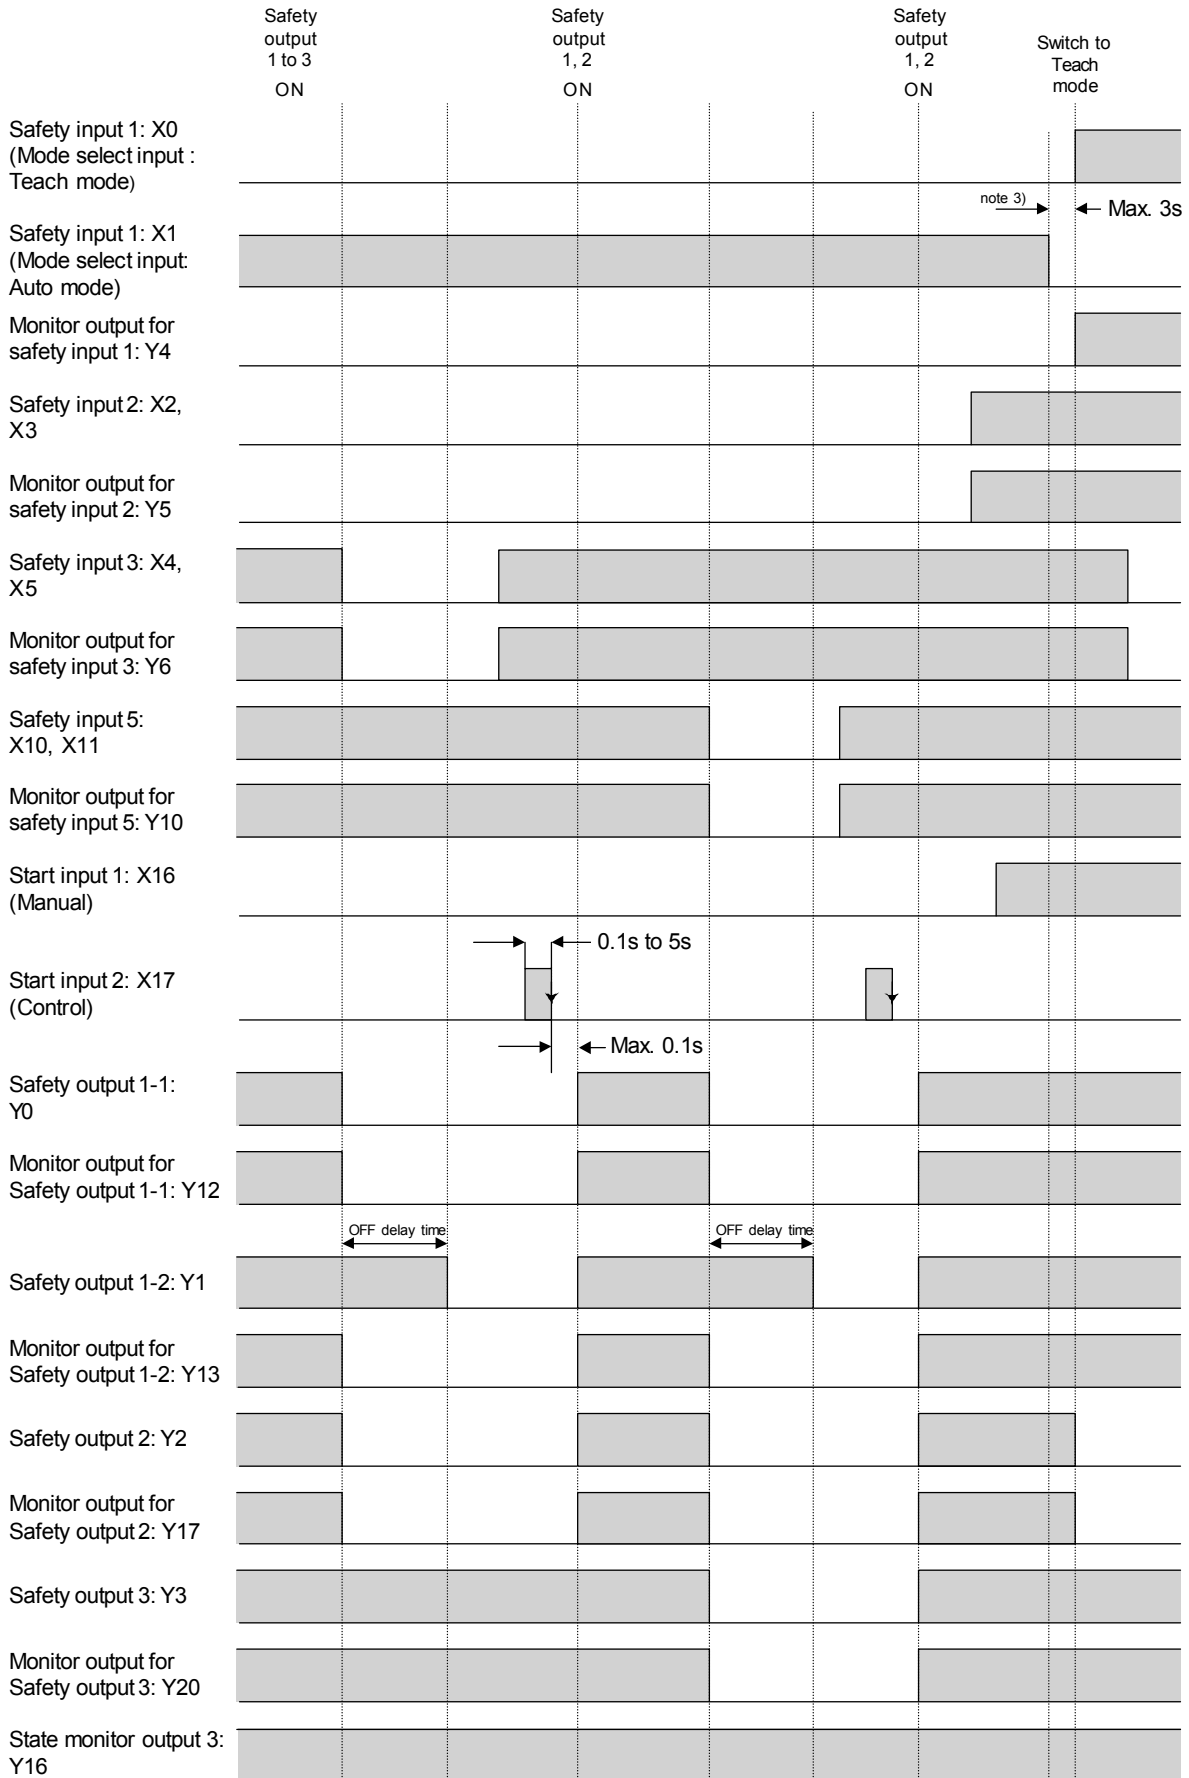 Safety
output
1 to 3
ON
Safety
output
1, 2
ON
Safety
output
1, 2
ON
Switch to
Teach
mode
Safety input 1: X0
(Mode select input :
Teach mode)
note 3)
Max. 3s
Safety input 1: X1
(Mode select input:
Auto mode)
Monitor output for
safety input 1: Y4
Safety input 2: X2,
X3
Monitor output for
safety input 2: Y5
Safety input 3: X4,
X5
Monitor output for
safety input 3: Y6
Safety input 5:
X10, X11
Monitor output for
safety input 5: Y10
Start input 1: X16
(Manual)
0.1s to 5s
Start input 2: X17
(Control)
Max. 0.1s
Safety output 1-1:
Y0
Monitor output for
Safety output 1-1: Y12
OFF delay time
OFF delay time
Safety output 1-2: Y1
Monitor output for
Safety output 1-2: Y13
Safety output 2: Y2
Monitor output for
Safety output 2: Y17
Safety output 3: Y3
Monitor output for
Safety output 3: Y20
State monitor output 3:
Y16